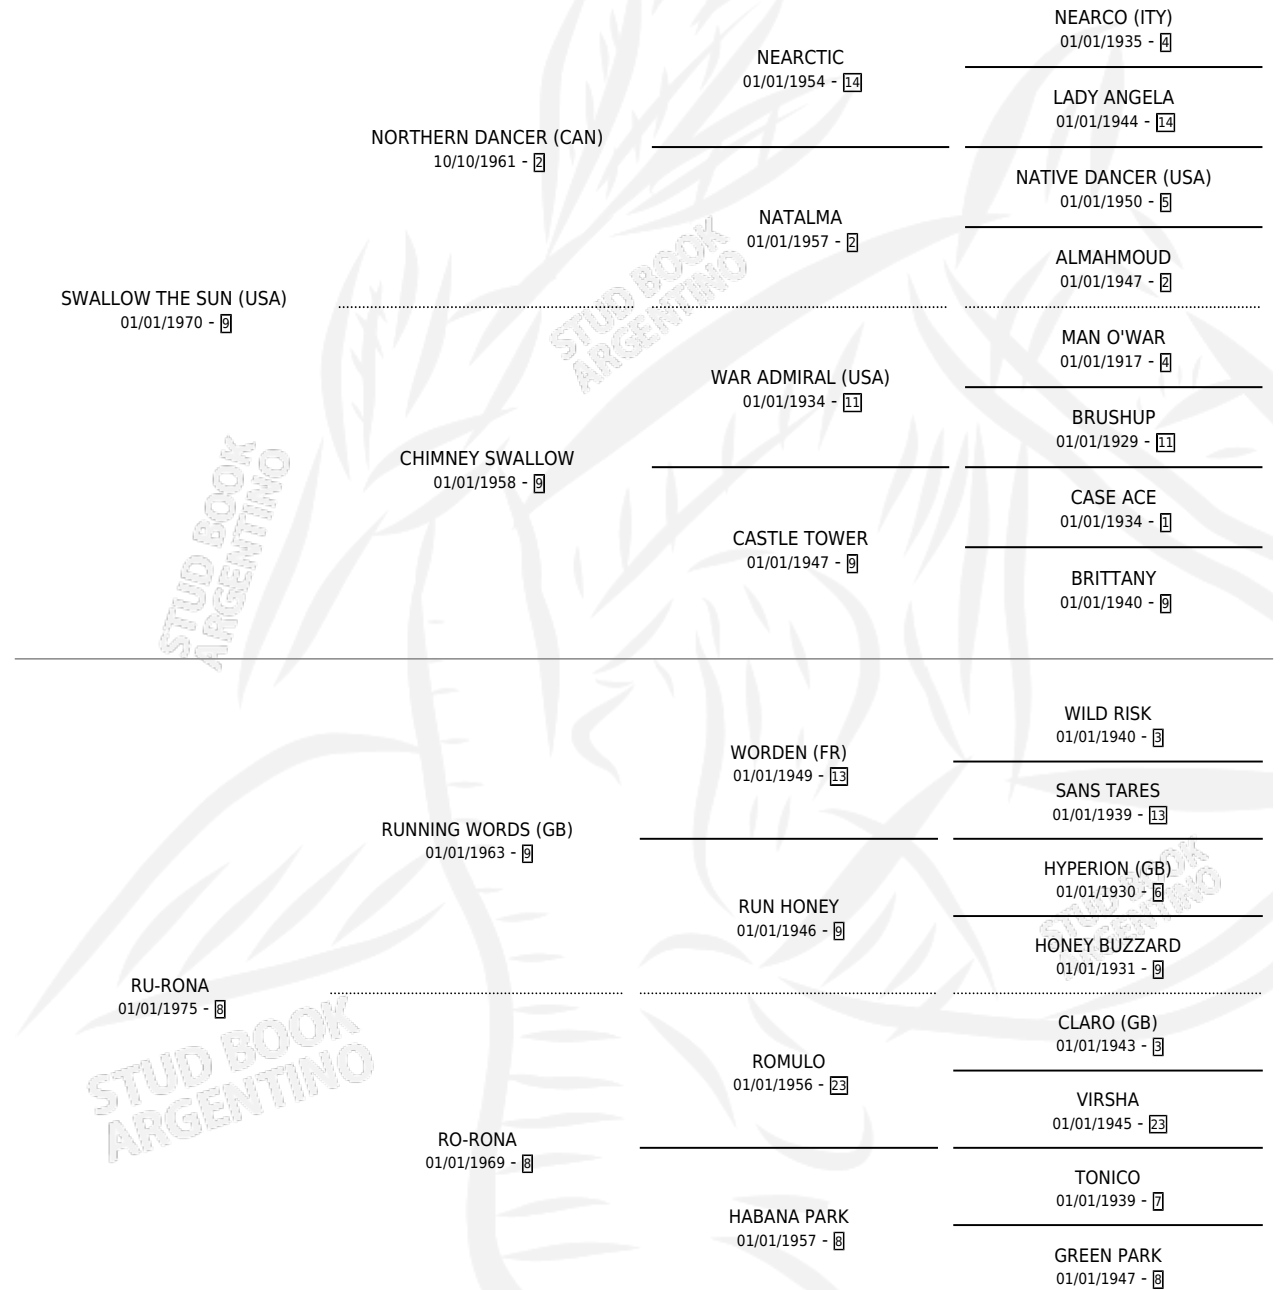 NEARCO (ITY)
01/01/1935 - 4
NEARCTIC
01/01/1954 - 14
LADY ANGELA
01/01/1944 - 14
NORTHERN DANCER (CAN)
10/10/1961 - 2
NATIVE DANCER (USA)
01/01/1950 - 5
NATALMA
01/01/1957 - 2
ALMAHMOUD
01/01/1947 - 2
SWALLOW THE SUN (USA)
01/01/1970 - 9
MAN O'WAR
01/01/1917 - 4
WAR ADMIRAL (USA)
01/01/1934 - 11
BRUSHUP
01/01/1929 - 11
CHIMNEY SWALLOW
01/01/1958 - 9
CASE ACE
01/01/1934 - 1
CASTLE TOWER
01/01/1947 - 9
BRITTANY
01/01/1940 - 9
WILD RISK
01/01/1940 - 3
WORDEN (FR)
01/01/1949 - 13
SANS TARES
01/01/1939 - 13
RUNNING WORDS (GB)
01/01/1963 - 9
HYPERION (GB)
01/01/1930 - 6
RUN HONEY
01/01/1946 - 9
HONEY BUZZARD
01/01/1931 - 9
RU-RONA
01/01/1975 - 8
CLARO (GB)
01/01/1943 - 3
ROMULO
01/01/1956 - 23
VIRSHA
01/01/1945 - 23
RO-RONA
01/01/1969 - 8
TONICO
01/01/1939 - 7
HABANA PARK
01/01/1957 - 8
GREEN PARK
01/01/1947 - 8
STUD BOOK
ARGENTINO
STUD BOOK
ARGENTINO
STUD BOOK
ARGENTINO
STUD BOOK
ARGENTINO